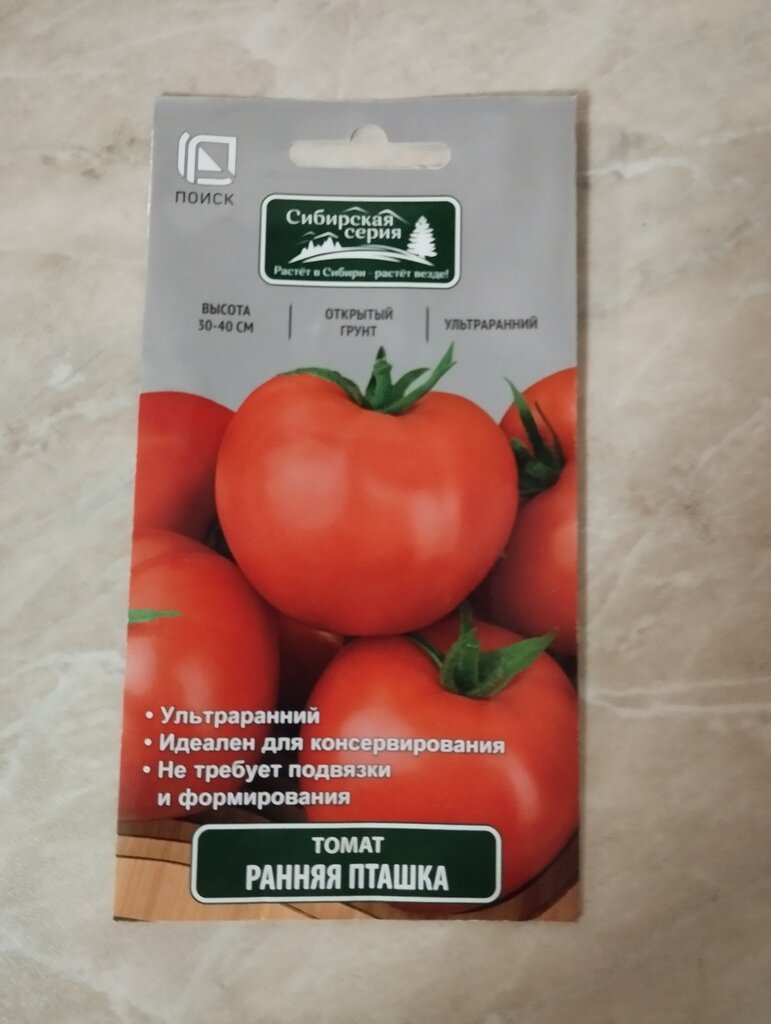 ПОИСК
Сибирская
серия
Растёт в Сибири - растёт везде!
ВЫСОТА
30-40 СМ
ОТКРЫТЫЙ
ГРУНТ
УЛЬТРАРАННИЙ
• Ультраранний
• Идеален для консервирования
• Не требует подвязки
и формирования
ТОМАТ
РАННЯЯ ПТАШКА